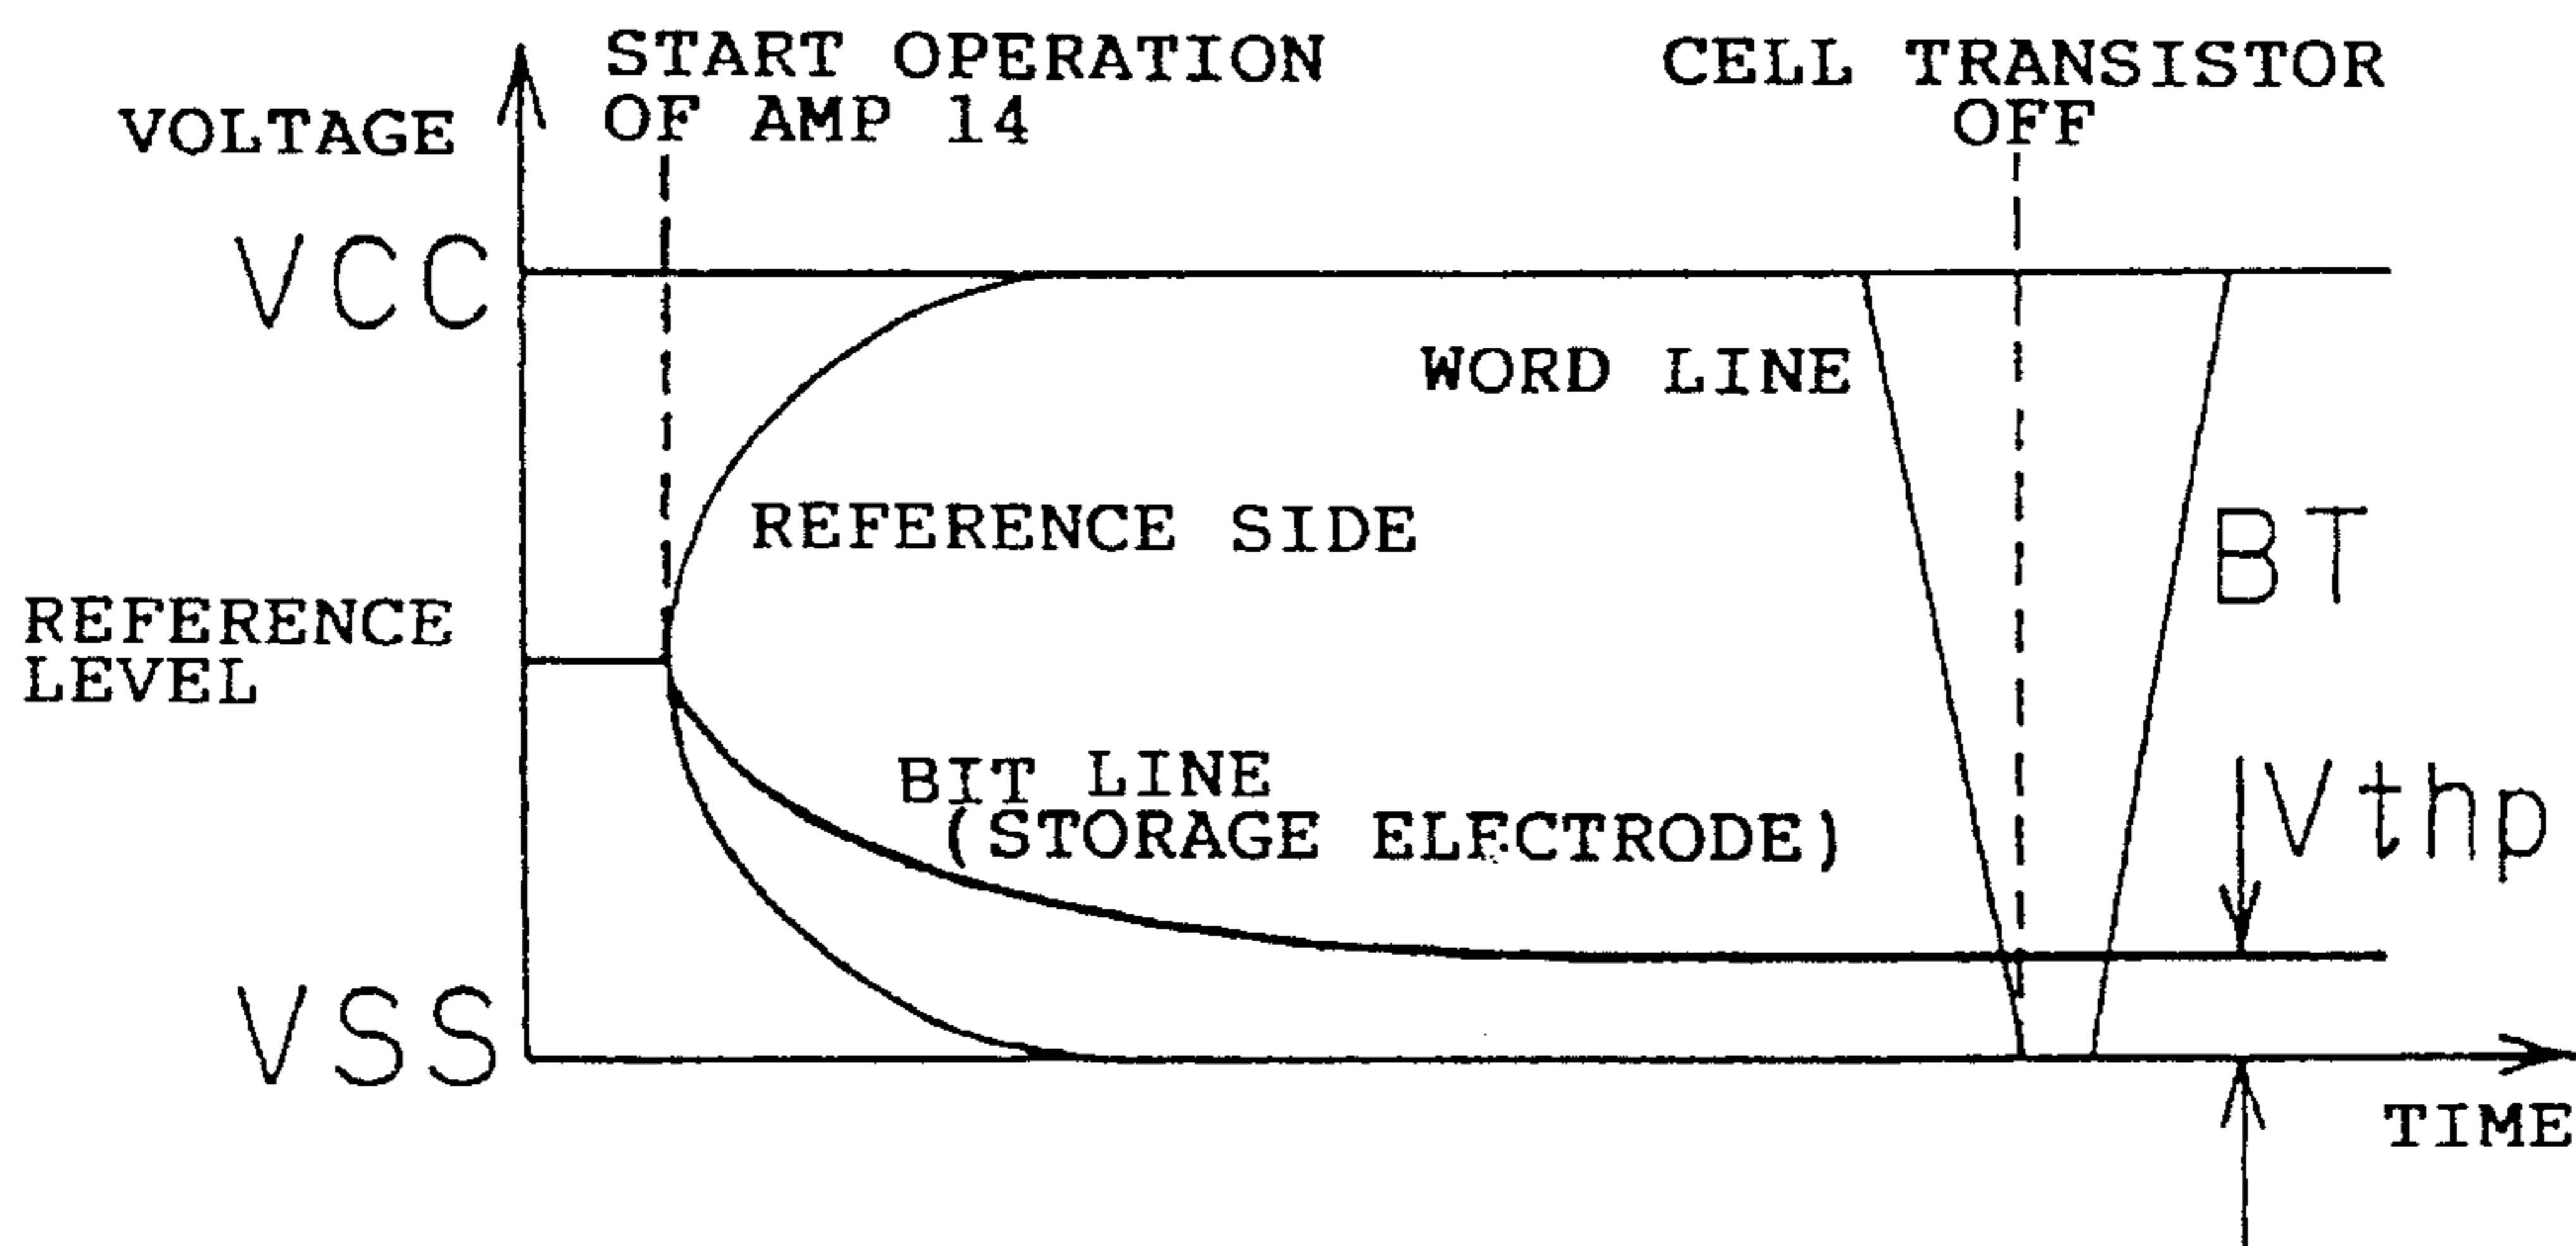 START OPERATION
OF AMP 14
CELL TRANSISTOR
OFF
VOLTAGE
VCC
WORD LINE
REFERENCE SIDE
BT
REFERENCE
LEVEL
BIT LINE
(STORAGE ELECTRODE)
Vthp
VSS
TIME